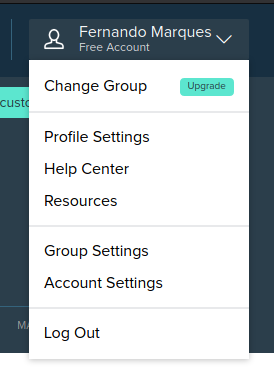 Fernando Marques
Free Account
Change Group
Upgrade
custo
Profile Settings
Help Center
Resources
Group Settings
Account Settings
MA
Log Out